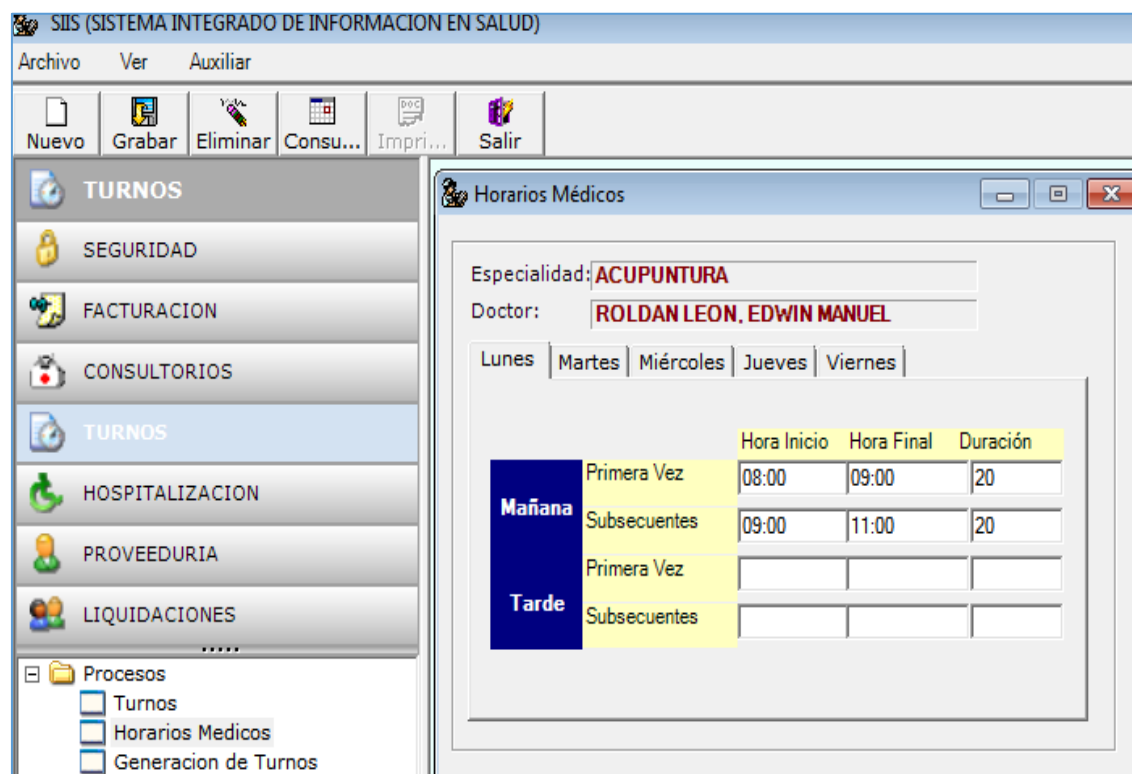 SIIS (SISTEMA INTEGRADO DE INFORMACION EN SALUD)
Archivo Ver Auxiliar
Nuevo Grabar Eliminar Consu... Impri... Salir
TURNOS
SEGURIDAD
FACTURACION
CONSULTORIOS
TURNOS
HOSPITALIZACION
PROVEEDURIA
LIQUIDACIONES
Procesos
Turnos
Horarios Medicos
Generacion de Turnos
Horarios Médicos
Especialidad: ACUPUNTURA
Doctor: ROLDAN LEON, EDWIN MANUEL
Lunes Martes Miércoles Jueves Viernes
Hora Inicio Hora Final Duración
Mañana
Primera Vez 08:00 09:00 20
Subsecuentes 09:00 11:00 20
Tarde
Primera Vez
Subsecuentes